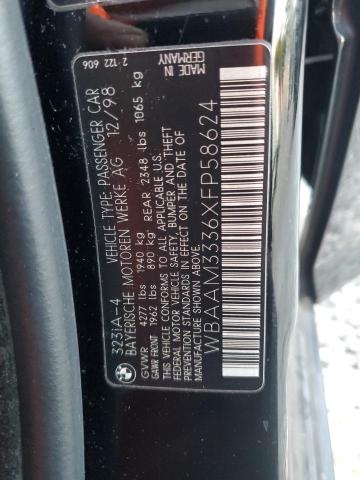 323iA-4 VEHICLE TYPE: PASSENGER CAR 2 122 606
BAYERISCHE MOTOREN WERKE AG 12/98
GVWR 4277 lbs 1940 kg
GAWR FRONT 1962 lbs 890 kg REAR 2348 lbs 1065 kg
THIS VEHICLE CONFORMS TO ALL APPLICABLE
FEDERAL MOTOR VEHICLE SAFETY, BUMPER AND THEFT
PREVENTION STANDARDS IN EFFECT ON THE DATE OF
MANUFACTURE SHOWN ABOVE.
WBAAM3336XFP58624
MADE IN
GERMANY